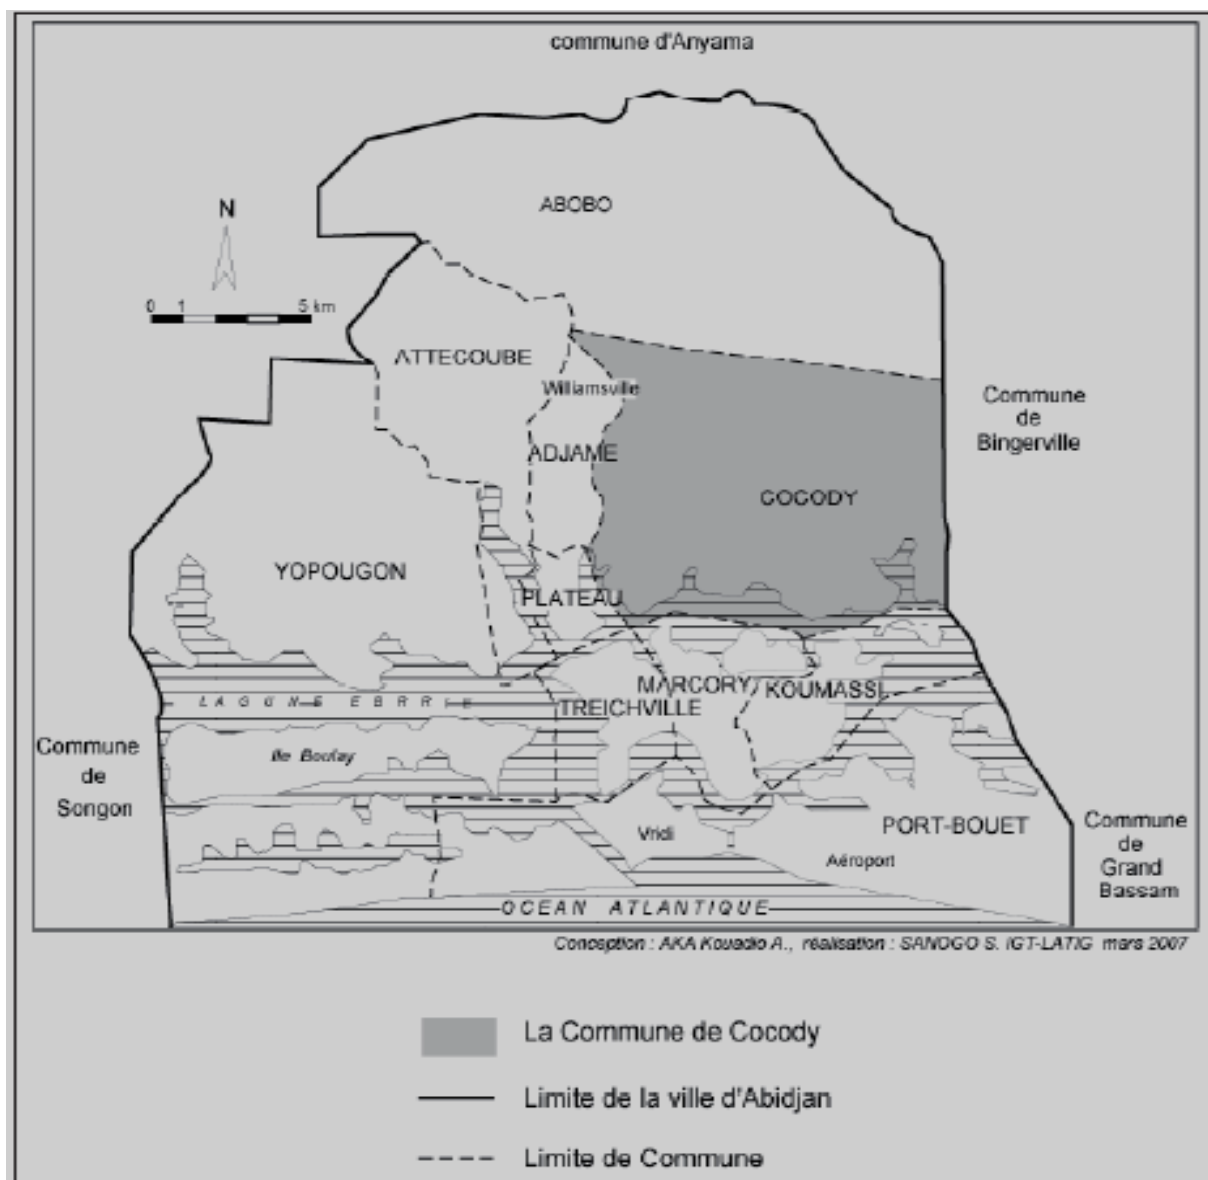 commune d'Anyama
ABOBO
N
0 1 5 km
ATTECOUBE
Williamsville
Commune
de
Bingerville
ADJAME
COCODY
YOPOUGON
PLATEAU
MARCORY
KOUMASSI
LAGUNE EBRRIE
TREICHVILLE
Commune
de
Songon
Ile Boulay
Vridi
PORT-BOUET
Aéroport
Commune
de
Grand
Bassam
OCEAN ATLANTIQUE
Conception : AKA Kouadio A., réalisation : SANOGO S. IGT-LATIG mars 2007
La Commune de Cocody
Limite de la ville d'Abidjan
Limite de Commune